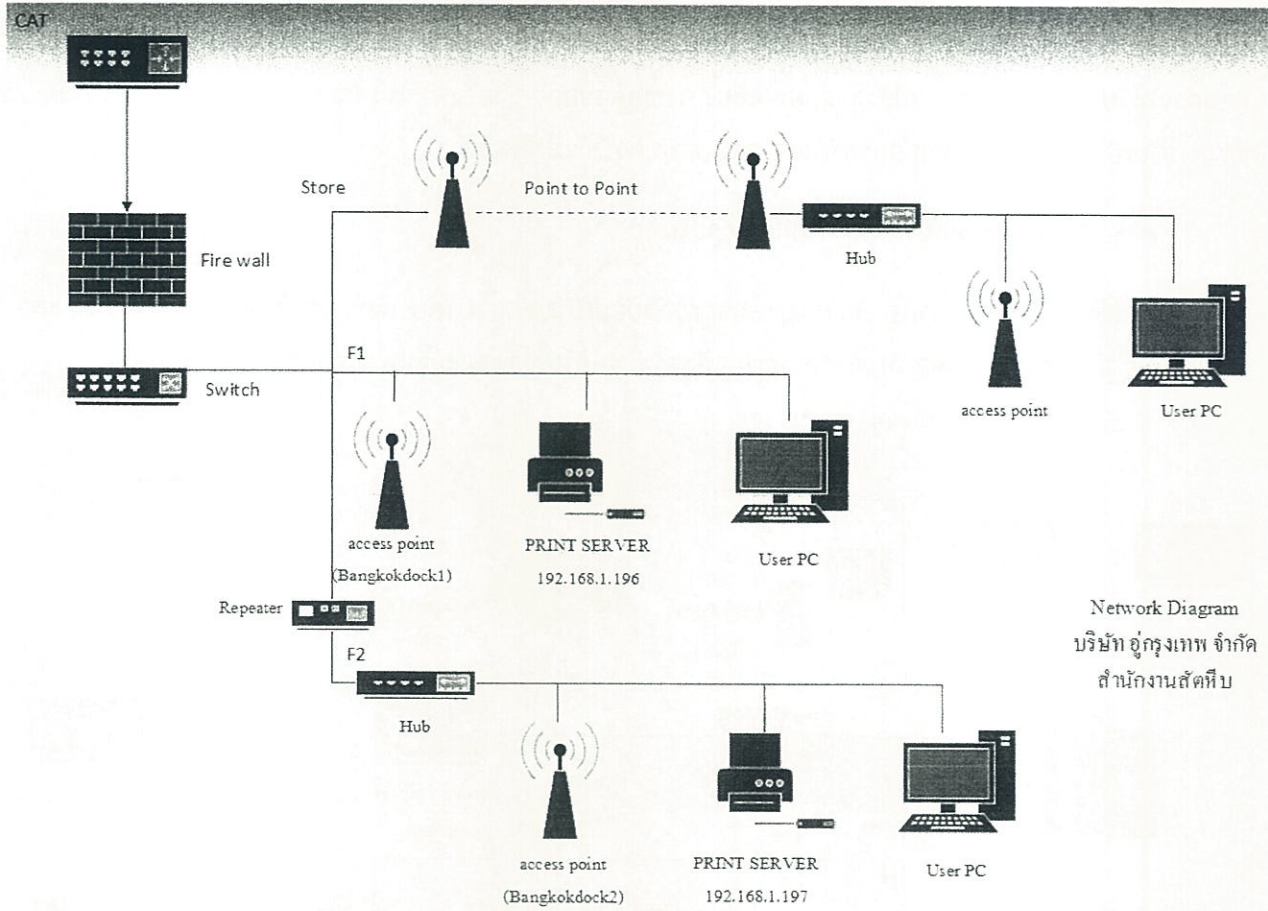 CAT
Store
Point to Point
Fire wall
Hub
F1
Switch
access point
User PC
access point
(Bangkokdock1)
PRINT SERVER
192.168.1.196
User PC
Repeater
F2
Hub
Network Diagram
บริษัท อู่กรุงเทพ จำกัด
สำนักงานสัตหีบ
access point
(Bangkokdock2)
PRINT SERVER
192.168.1.197
User PC